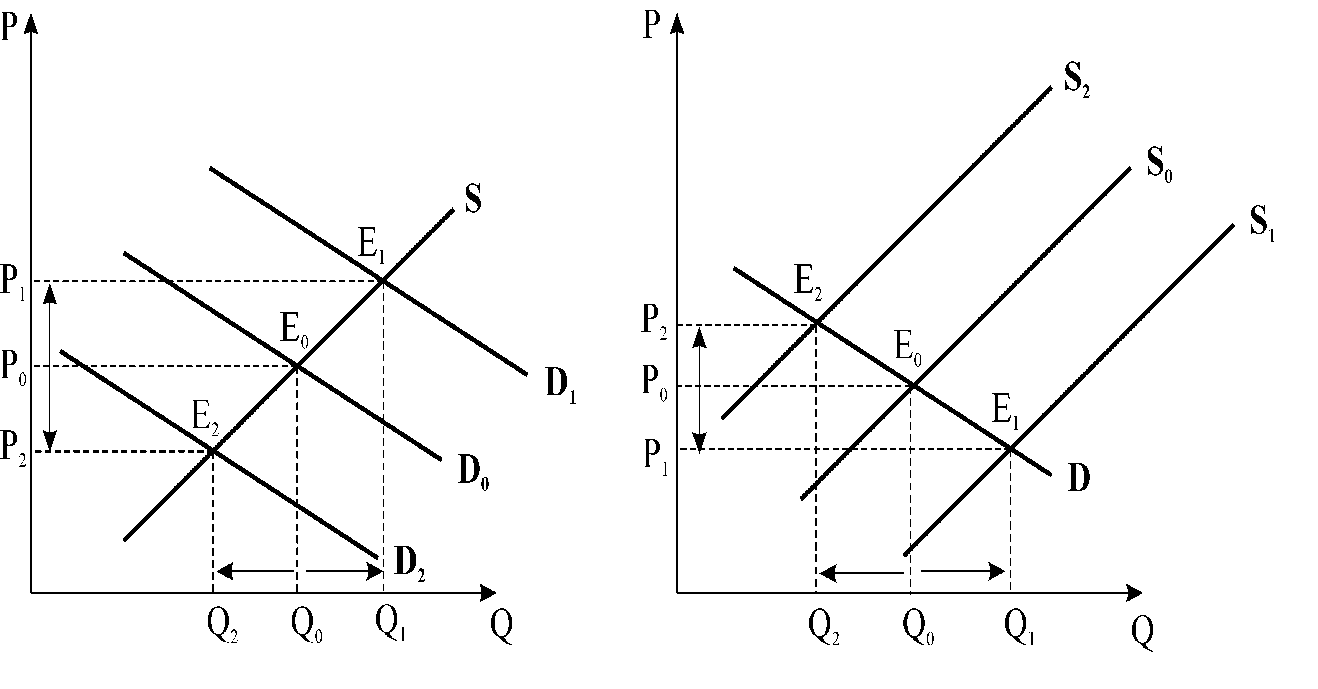 P
S
E₁
P₁
E₀
P₀
D₁
E₂
P₂
D₀
D₂
Q₂ Q₀ Q₁ Q
P
S₂
S₀
S₁
E₂
P₂
E₀
P₀
E₁
P₁
D
Q₂ Q₀ Q₁ Q